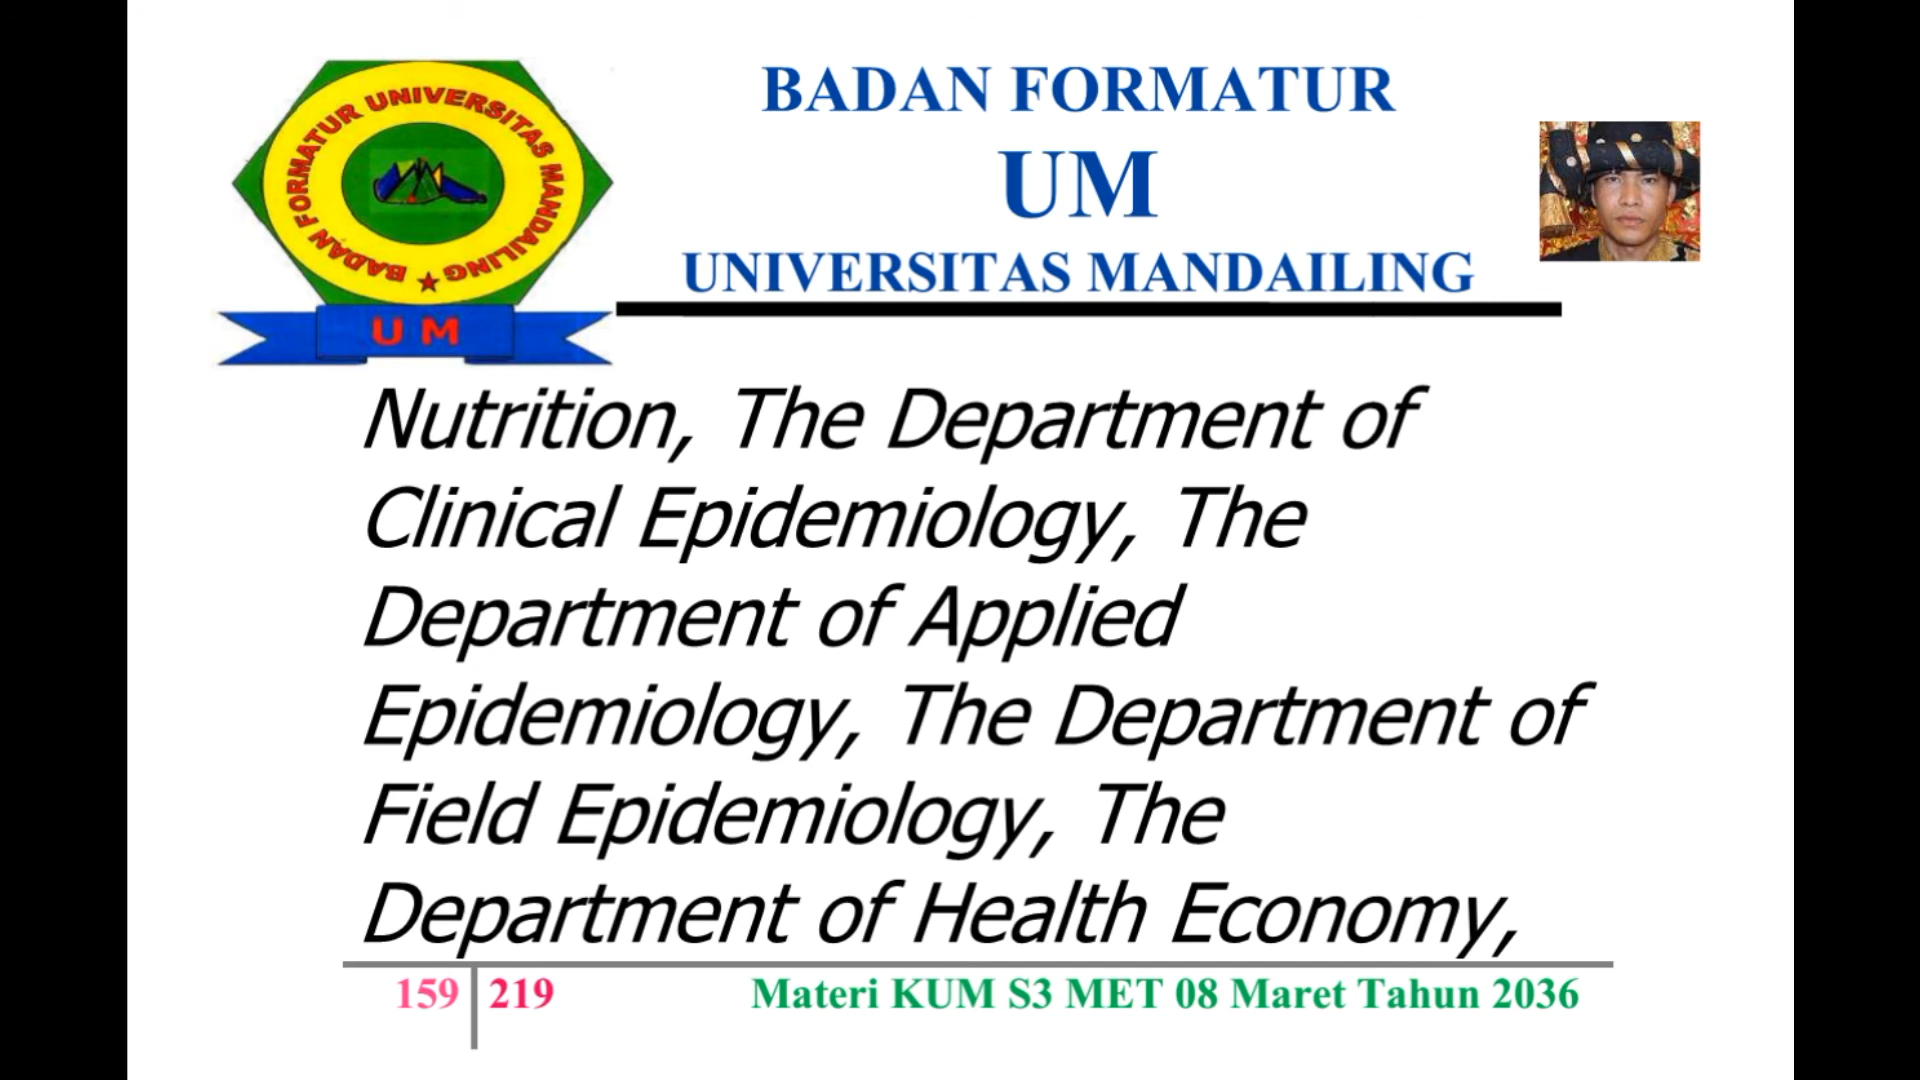 BADAN FORMATUR UNIVERSITAS MANDAILING
UM
BADAN FORMATUR
UM
UNIVERSITAS MANDAILING
Nutrition, The Department of
Clinical Epidemiology, The
Department of Applied
Epidemiology, The Department of
Field Epidemiology, The
Department of Health Economy,
159 219 Materi KUM S3 MET 08 Maret Tahun 2036